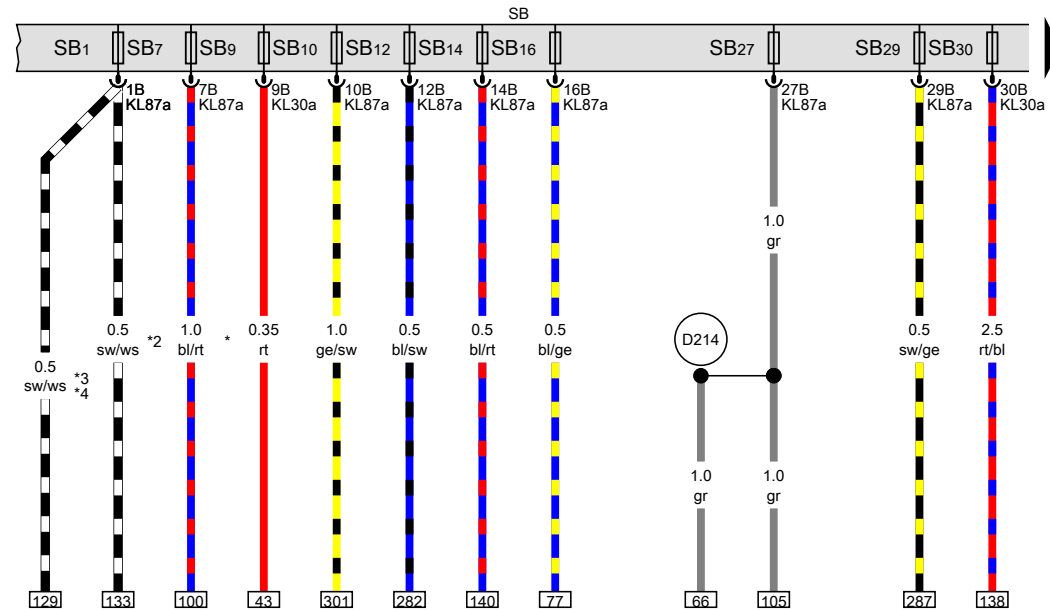 SB
SB1 SB7 SB9 SB10 SB12 SB14 SB16 SB27 SB29 SB30
1B 7B 9B 10B 12B 14B 16B 27B 29B 30B
KL87a KL87a KL30a KL87a KL87a KL87a KL87a KL87a KL87a KL30a
1.0
gr
0.5 *2 1.0 * 0.35 1.0 0.5 0.5 0.5 D214 0.5 2.5
sw/ws bl/rt rt ge/sw bl/sw bl/rt bl/ge sw/ge rt/bl
0.5 *3
sw/ws *4
1.0 1.0
gr gr
129 133 100 43 301 282 140 77 66 105 287 138